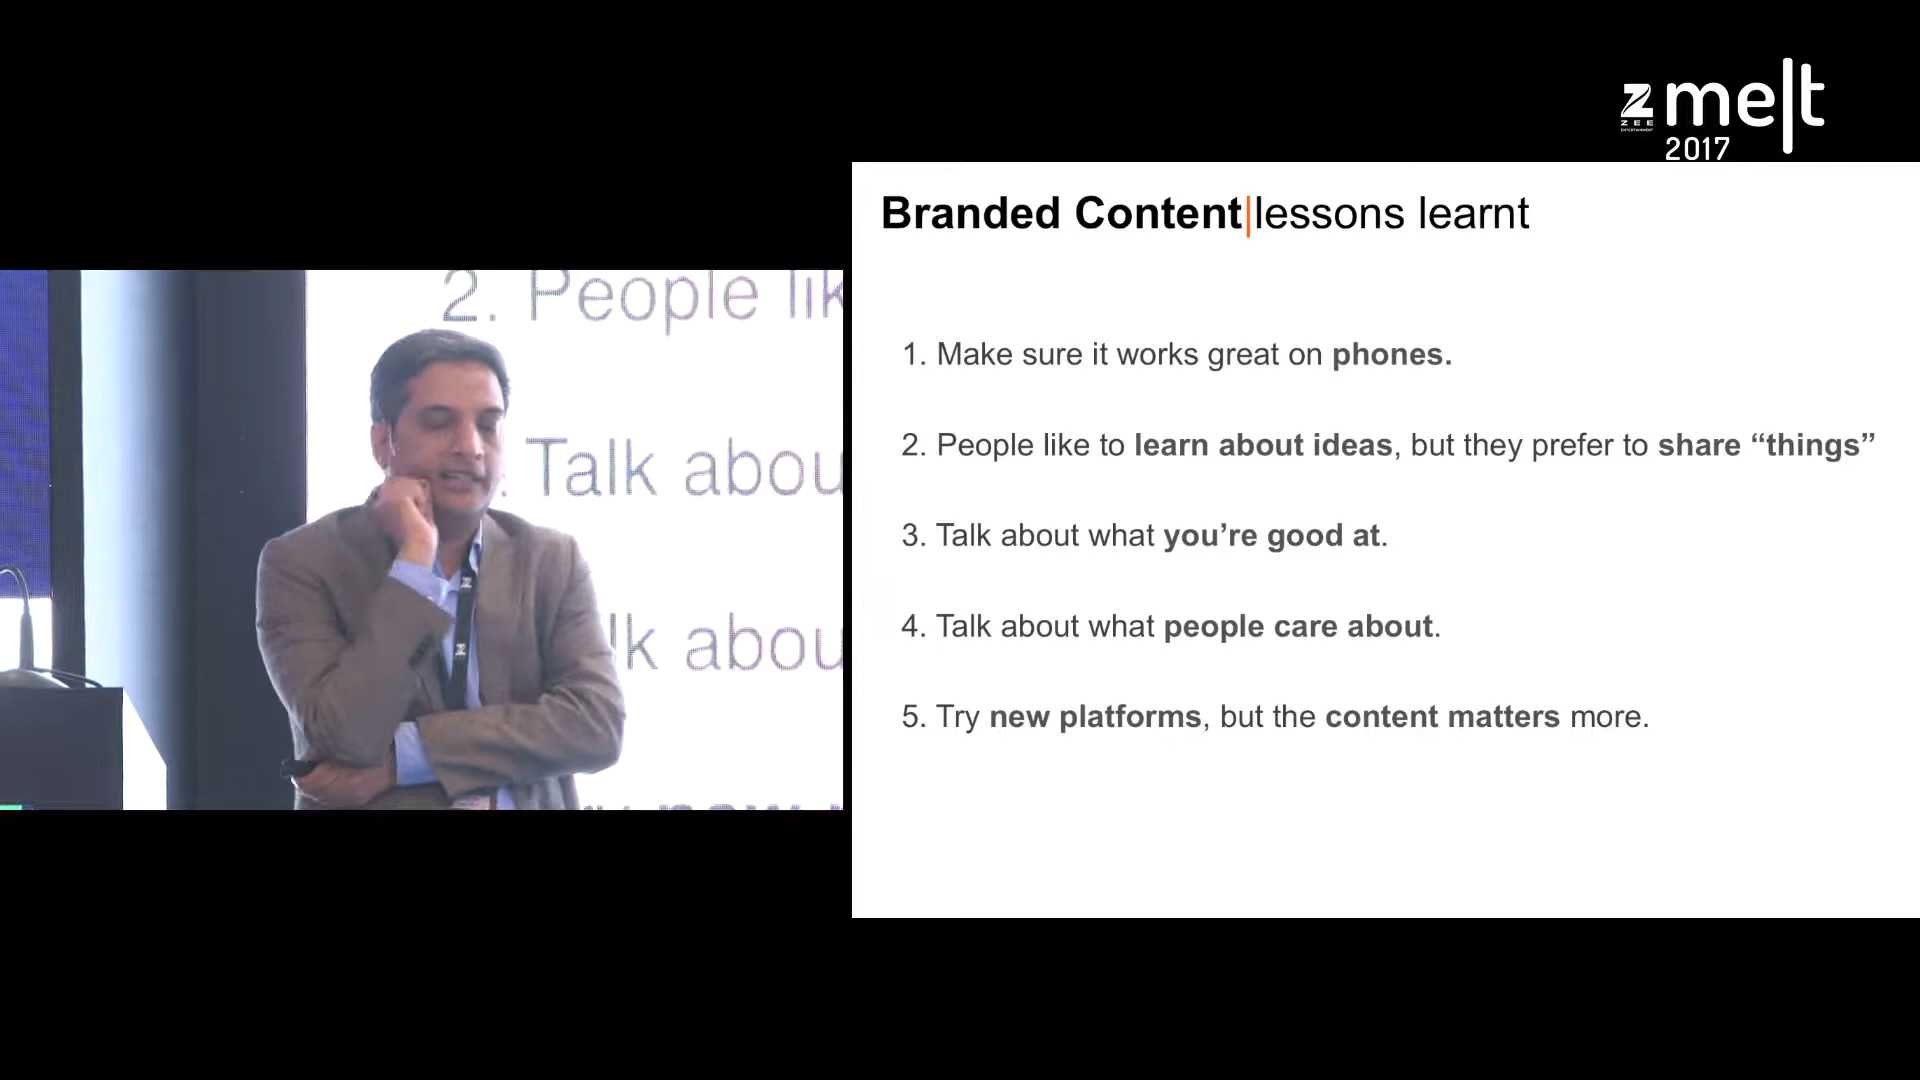 Z melt
ZEE
ENTERTAINMENT
2017
Branded Content|lessons learnt
1. Make sure it works great on phones.
2. People like to learn about ideas, but they prefer to share “things”
3. Talk about what you’re good at.
4. Talk about what people care about.
5. Try new platforms, but the content matters more.
2. People lik
. Talk abou
lk abou